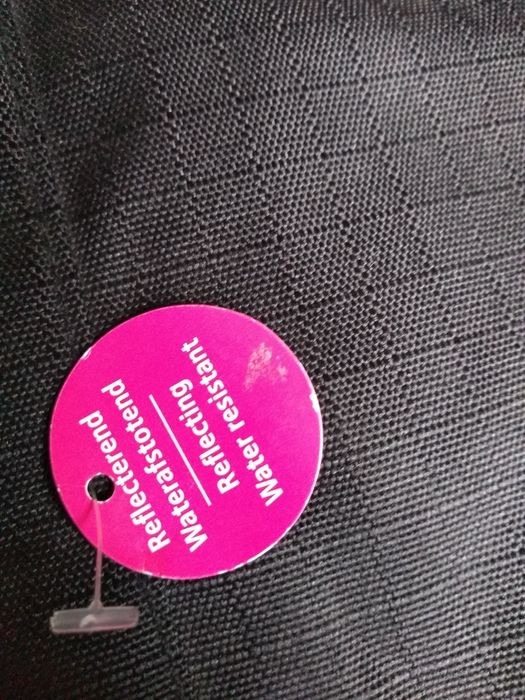 Reflecterend
Waterafstotend
Reflecting
Water resistant